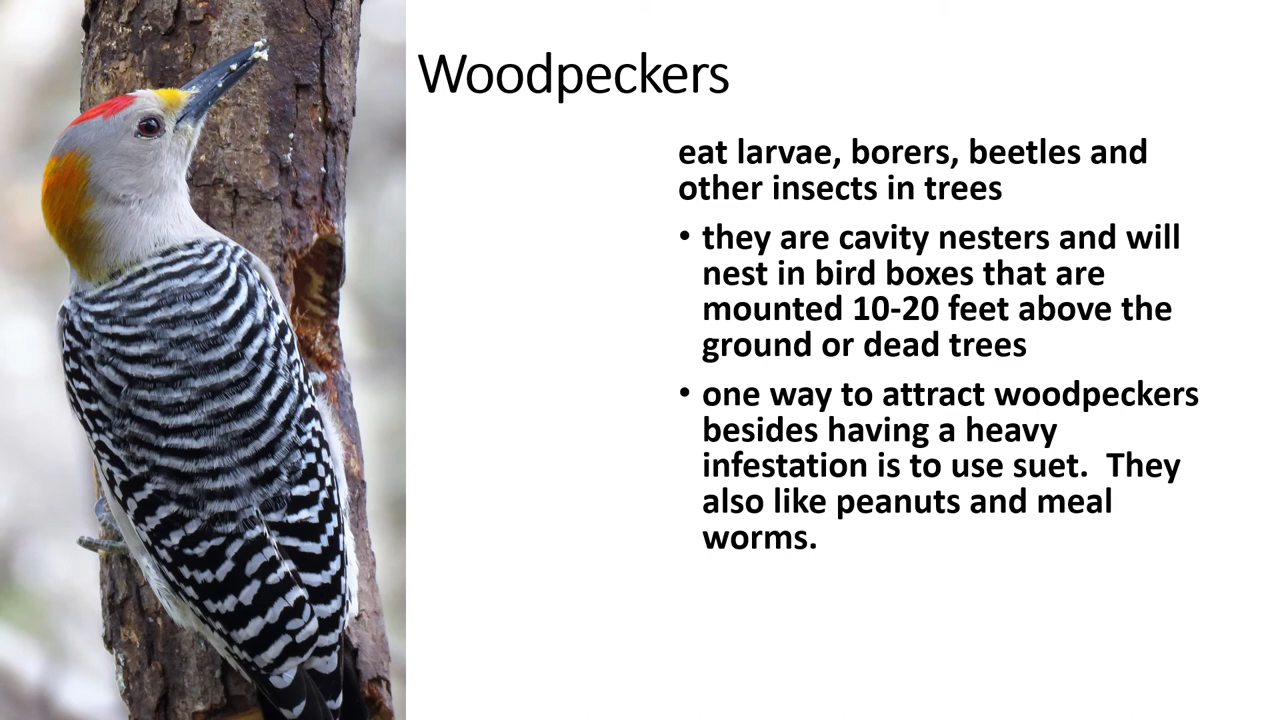 Woodpeckers
eat larvae, borers, beetles and
other insects in trees
• they are cavity nesters and will
nest in bird boxes that are
mounted 10-20 feet above the
ground or dead trees
• one way to attract woodpeckers
besides having a heavy
infestation is to use suet.  They
also like peanuts and meal
worms.